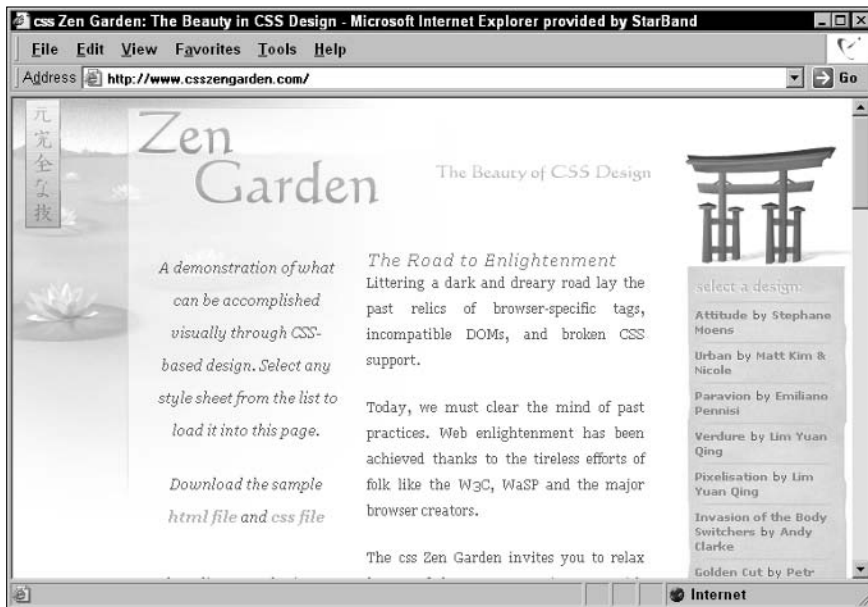 css Zen Garden: The Beauty in CSS Design - Microsoft Internet Explorer provided by StarBand
File Edit View Favorites Tools Help
Address http://www.csszengarden.com/ Go
元
完
全
な
技
Zen
Garden
The Beauty of CSS Design
A demonstration of what
can be accomplished
visually through CSS-
based design. Select any
style sheet from the list to
load it into this page.
Download the sample
html file and css file
The Road to Enlightenment
Littering a dark and dreary road lay the
past relics of browser-specific tags,
incompatible DOMs, and broken CSS
support.
Today, we must clear the mind of past
practices. Web enlightenment has been
achieved thanks to the tireless efforts of
folk like the W3C, WaSP and the major
browser creators.
The css Zen Garden invites you to relax
select a design:
Attitude by Stephane
Moens
Urban by Matt Kim &
Nicole
Paravion by Emiliano
Pennisi
Verdure by Lim Yuan
Qing
Pixelisation by Lim
Yuan Qing
Invasion of the Body
Switchers by Andy
Clarke
Golden Cut by Petr
Internet